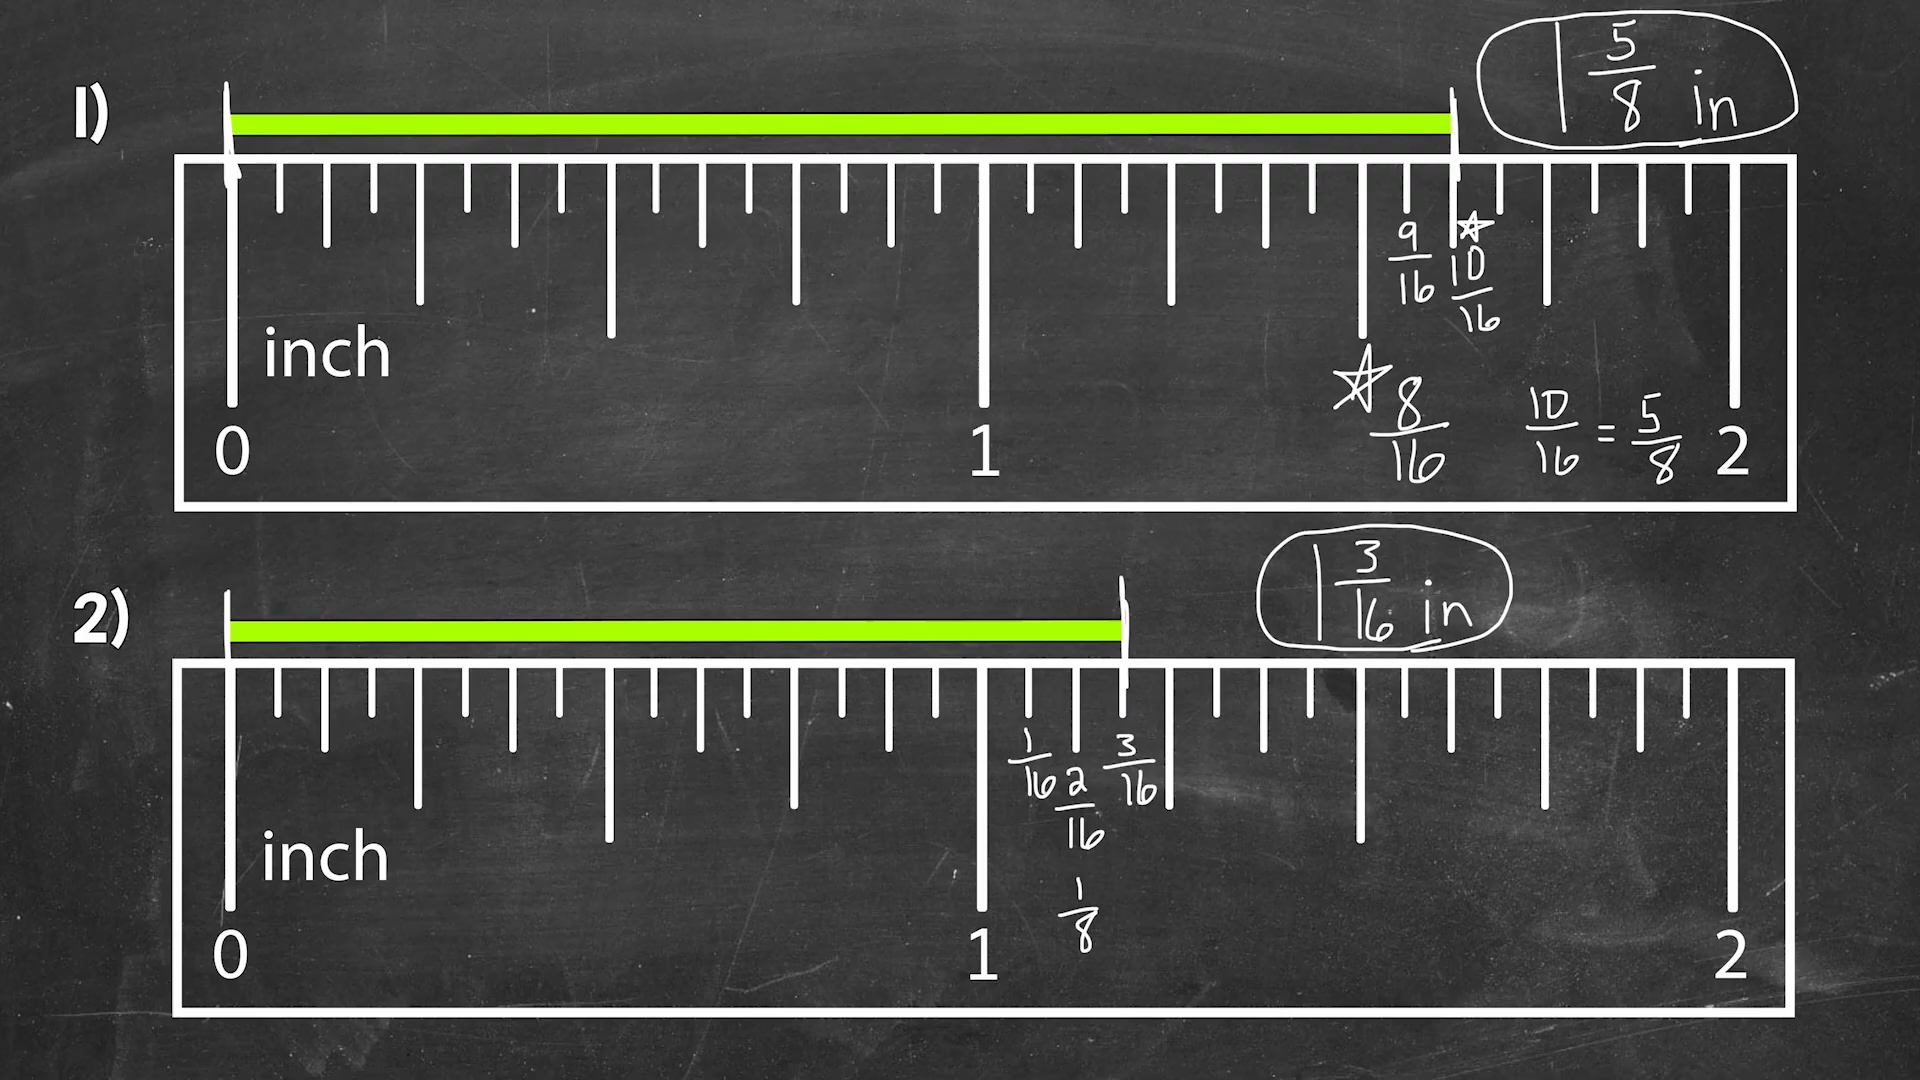 1)
1 5/8 in
9/16
10/16
inch
8/16
10/16 = 5/8
0 1 2
2)
1 3/16 in
1/16 2/16 3/16
inch
1/8
0 1 2